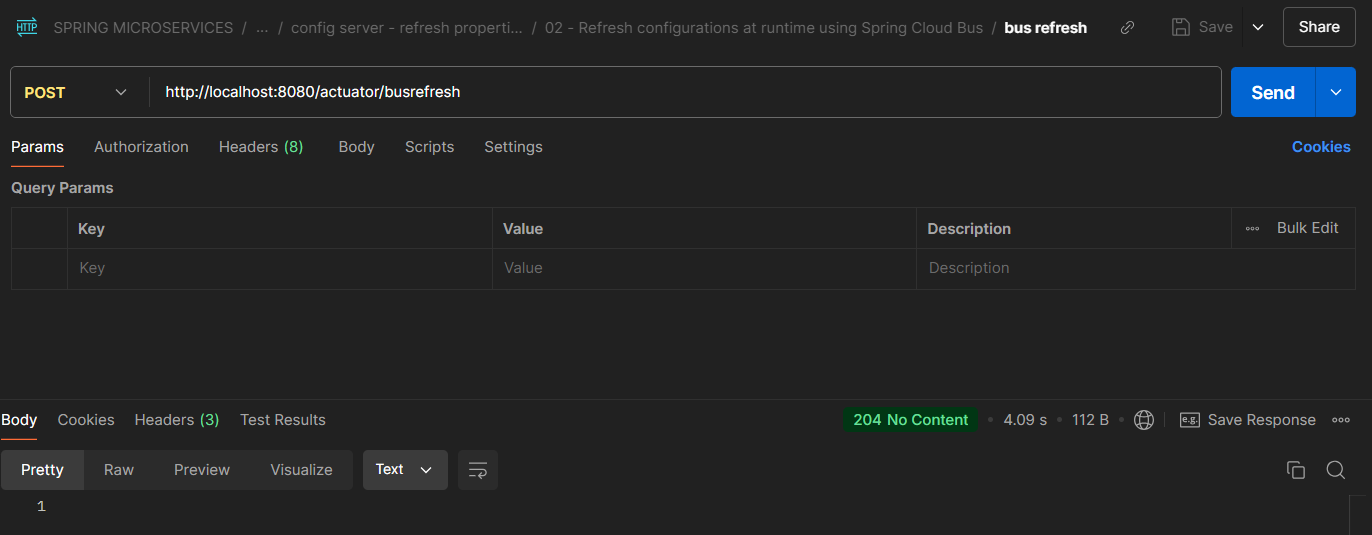 HTTP SPRING MICROSERVICES / ... / config server - refresh properti... / 02 - Refresh configurations at runtime using Spring Cloud Bus / bus refresh Save Share
POST http://localhost:8080/actuator/busrefresh Send
Params Authorization Headers (8) Body Scripts Settings Cookies
Query Params
Key Value Description Bulk Edit
Key Value Description
Body Cookies Headers (3) Test Results 204 No Content • 4.09 s • 112 B • e.g. Save Response
Pretty Raw Preview Visualize Text
1